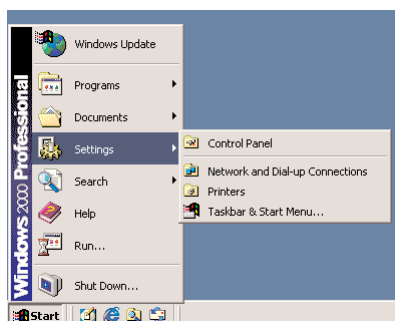 Windows 2000 Professional
Windows Update
Programs
Documents
Settings
Search
Help
Run...
Shut Down...
Control Panel
Network and Dial-up Connections
Printers
Taskbar & Start Menu...
Start